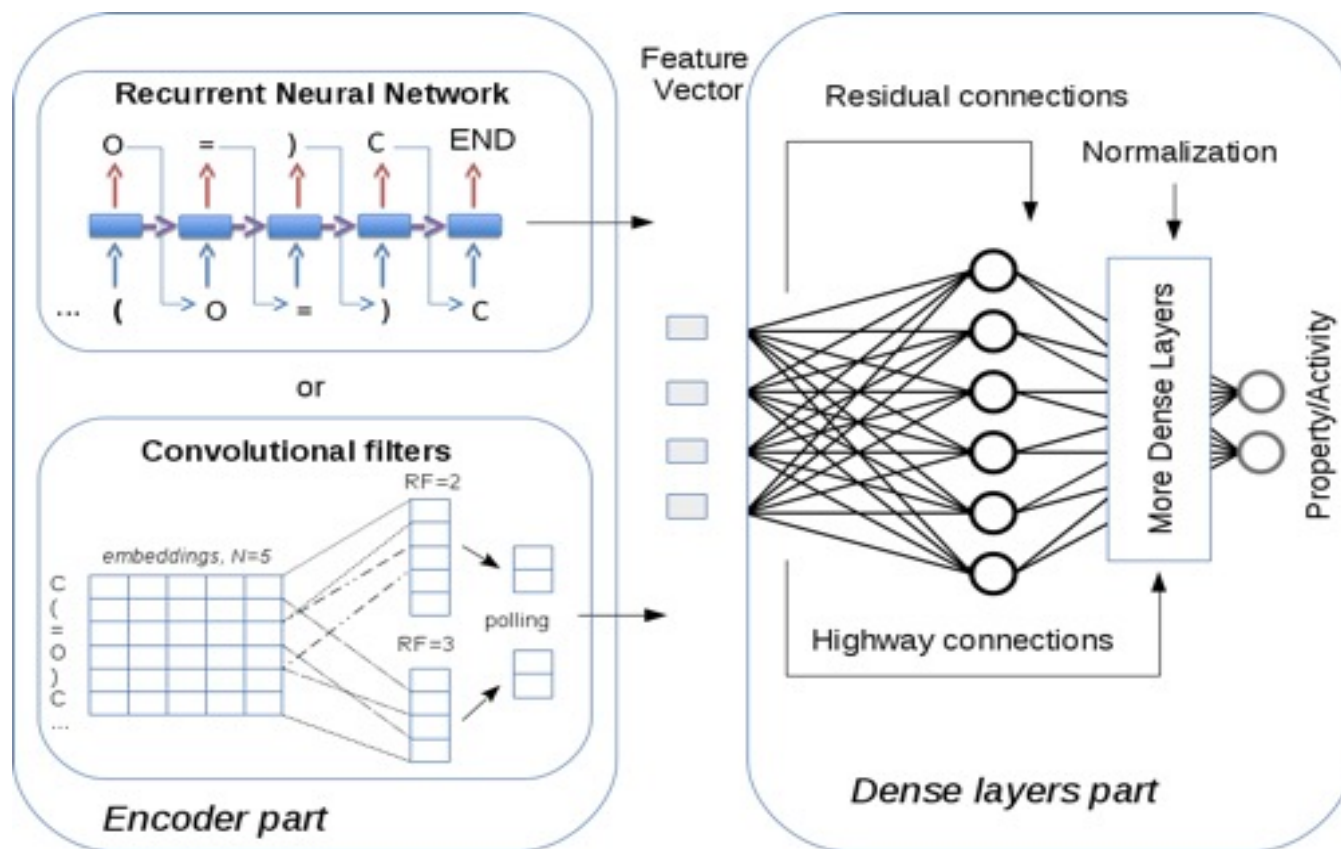 Recurrent Neural Network
O = ) C END
... ( O = ) C
or
Convolutional filters
RF=2
embeddings, N=5
C
(
=
O
)
C
...
polling
RF=3
Encoder part
Feature
Vector
Residual connections
Normalization
More Dense Layers
Property/Activity
Highway connections
Dense layers part